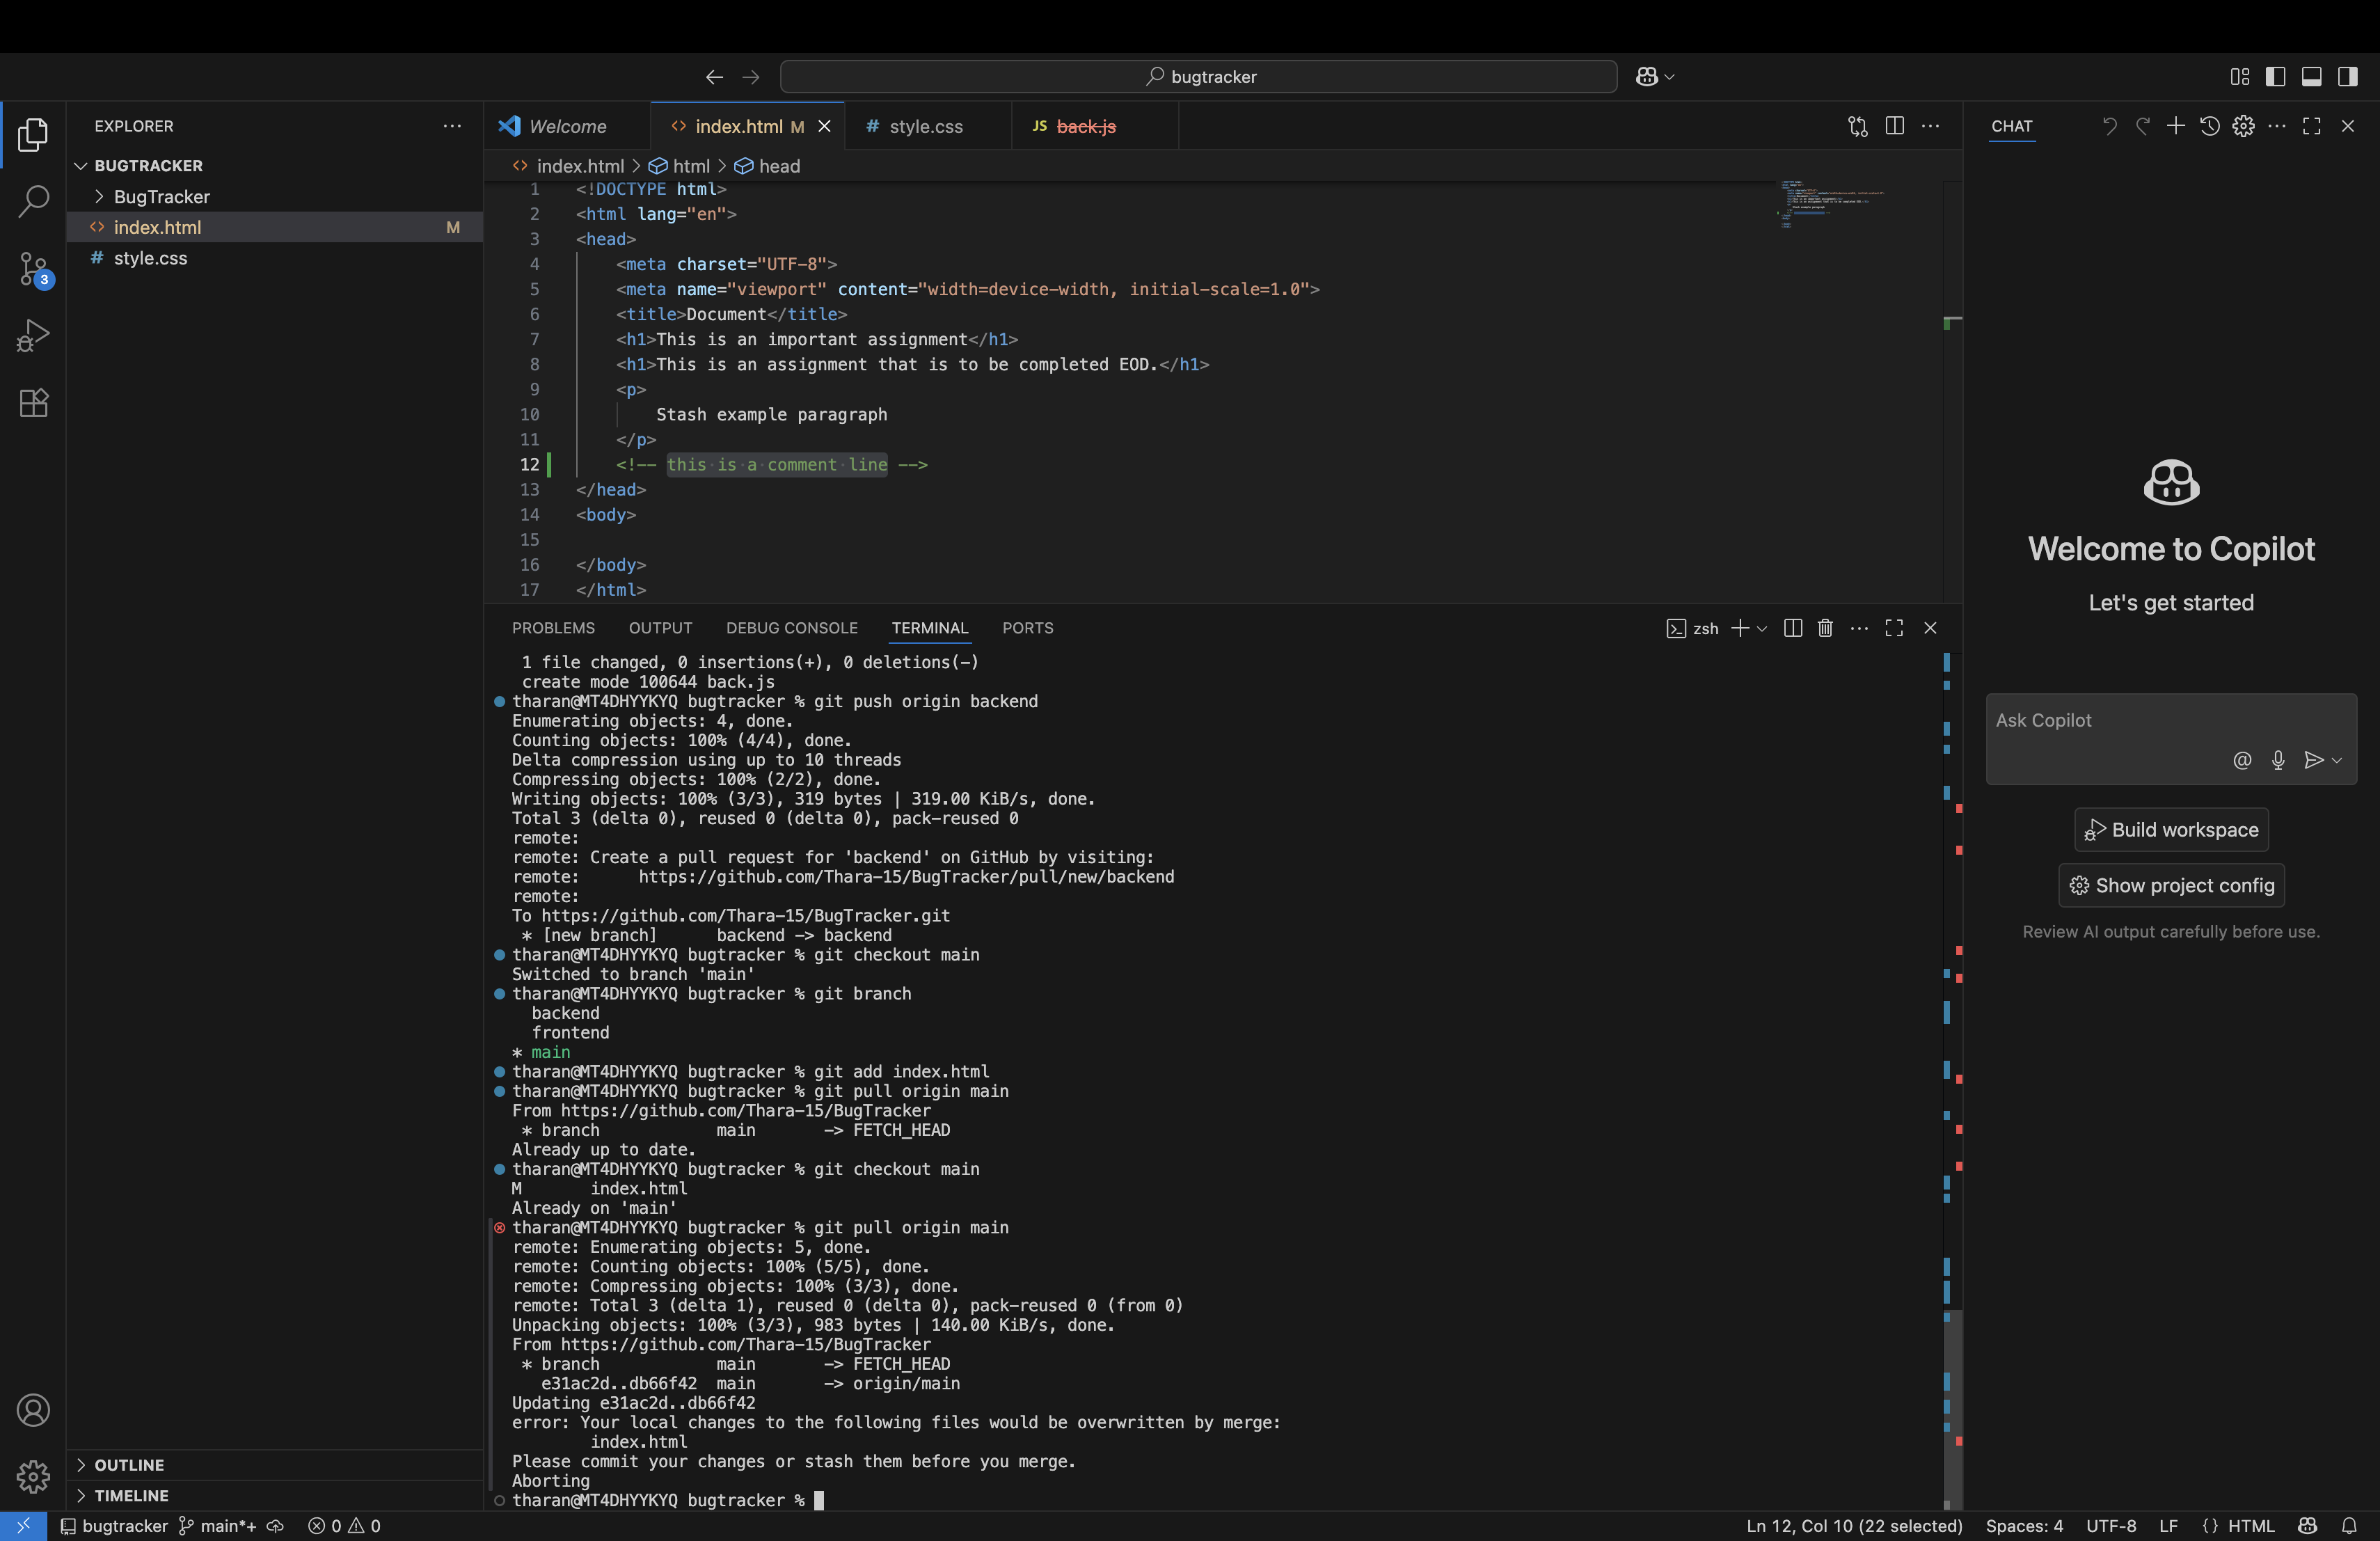 bugtracker
EXPLORER
BUGTRACKER
BugTracker
index.html M
style.css
OUTLINE
TIMELINE
3
Welcome
index.html M
style.css
JS back.js
index.html > html > head
1 <!DOCTYPE html>
2 <html lang="en">
3 <head>
4 <meta charset="UTF-8">
5 <meta name="viewport" content="width=device-width, initial-scale=1.0">
6 <title>Document</title>
7 <h1>This is an important assignment</h1>
8 <h1>This is an assignment that is to be completed EOD.</h1>
9 <p>
10 Stash example paragraph
11 </p>
12 <!-- this is a comment line -->
13 </head>
14 <body>
15
16 </body>
17 </html>
PROBLEMS OUTPUT DEBUG CONSOLE TERMINAL PORTS
zsh
1 file changed, 0 insertions(+), 0 deletions(-)
create mode 100644 back.js
tharan@MT4DHYYKYQ bugtracker % git push origin backend
Enumerating objects: 4, done.
Counting objects: 100% (4/4), done.
Delta compression using up to 10 threads
Compressing objects: 100% (2/2), done.
Writing objects: 100% (3/3), 319 bytes | 319.00 KiB/s, done.
Total 3 (delta 0), reused 0 (delta 0), pack-reused 0
remote:
remote: Create a pull request for 'backend' on GitHub by visiting:
remote: https://github.com/Thara-15/BugTracker/pull/new/backend
remote:
To https://github.com/Thara-15/BugTracker.git
* [new branch] backend -> backend
tharan@MT4DHYYKYQ bugtracker % git checkout main
Switched to branch 'main'
tharan@MT4DHYYKYQ bugtracker % git branch
backend
frontend
* main
tharan@MT4DHYYKYQ bugtracker % git add index.html
tharan@MT4DHYYKYQ bugtracker % git pull origin main
From https://github.com/Thara-15/BugTracker
* branch main -> FETCH_HEAD
Already up to date.
tharan@MT4DHYYKYQ bugtracker % git checkout main
M index.html
Already on 'main'
tharan@MT4DHYYKYQ bugtracker % git pull origin main
remote: Enumerating objects: 5, done.
remote: Counting objects: 100% (5/5), done.
remote: Compressing objects: 100% (3/3), done.
remote: Total 3 (delta 1), reused 0 (delta 0), pack-reused 0 (from 0)
Unpacking objects: 100% (3/3), 983 bytes | 140.00 KiB/s, done.
From https://github.com/Thara-15/BugTracker
* branch main -> FETCH_HEAD
e31ac2d..db66f42 main -> origin/main
Updating e31ac2d..db66f42
error: Your local changes to the following files would be overwritten by merge:
index.html
Please commit your changes or stash them before you merge.
Aborting
tharan@MT4DHYYKYQ bugtracker %
CHAT
Welcome to Copilot
Let's get started
Ask Copilot
Build workspace
Show project config
Review AI output carefully before use.
bugtracker main*+ 0 0
Ln 12, Col 10 (22 selected) Spaces: 4 UTF-8 LF {} HTML